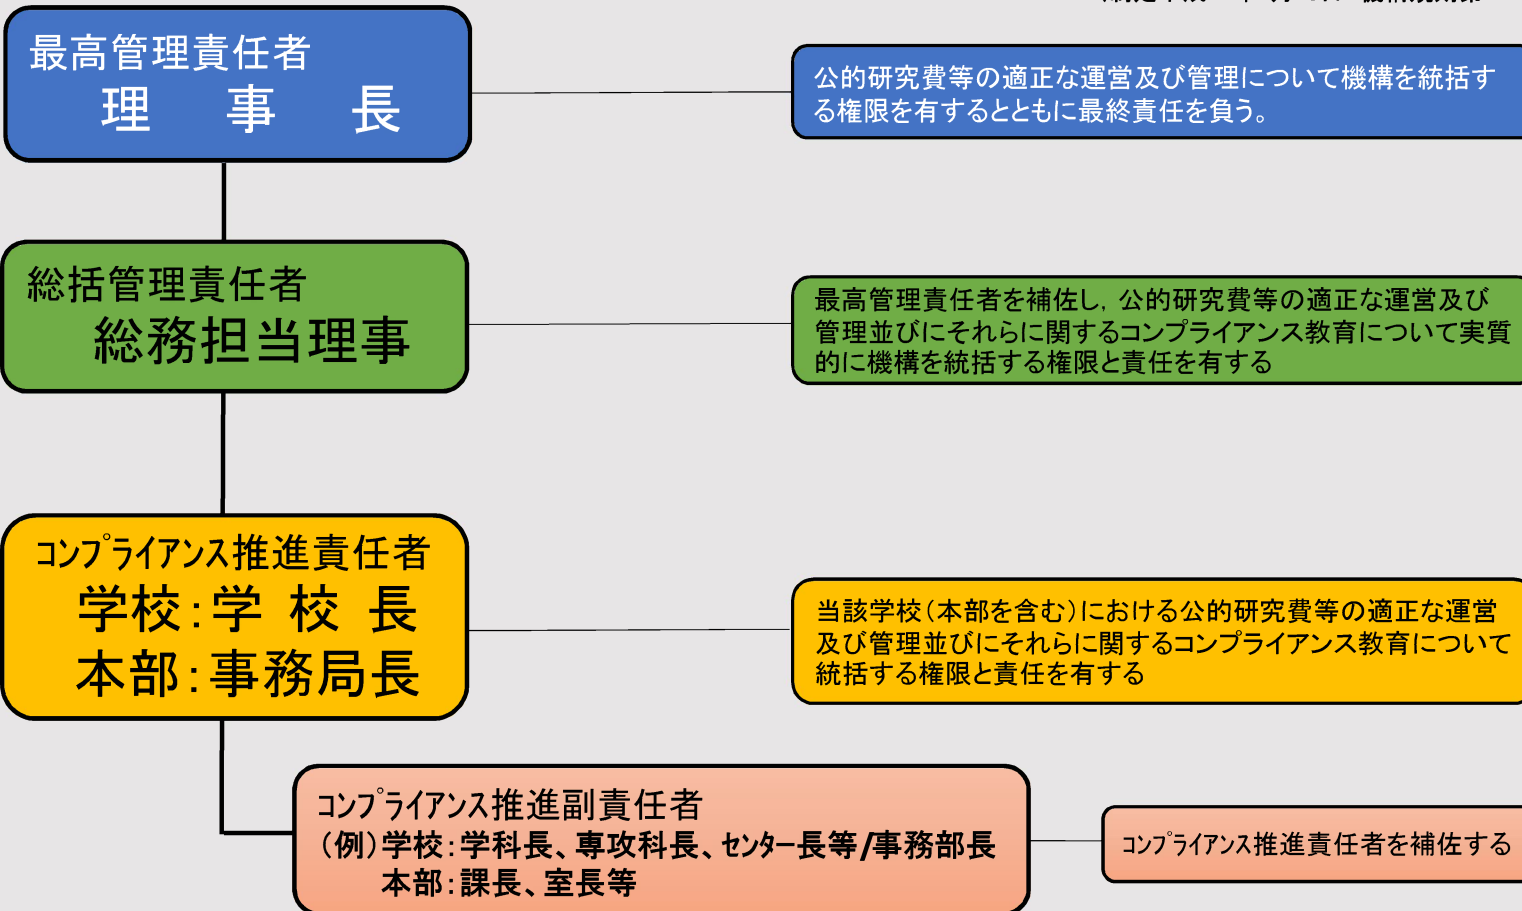 最高管理責任者
理 事 長
公的研究費等の適正な運営及び管理について機構を統括す
る権限を有するとともに最終責任を負う。
総括管理責任者
総務担当理事
最高管理責任者を補佐し，公的研究費等の適正な運営及び
管理並びにそれらに関するコンプライアンス教育について実質
的に機構を統括する権限と責任を有する
コンプライアンス推進責任者
学校：学 校 長
本部：事務局長
当該学校（本部を含む）における公的研究費等の適正な運営
及び管理並びにそれらに関するコンプライアンス教育について
統括する権限と責任を有する
コンプライアンス推進副責任者
（例）学校：学科長、専攻科長、センター長等/事務部長
本部：課長、室長等
コンプライアンス推進責任者を補佐する